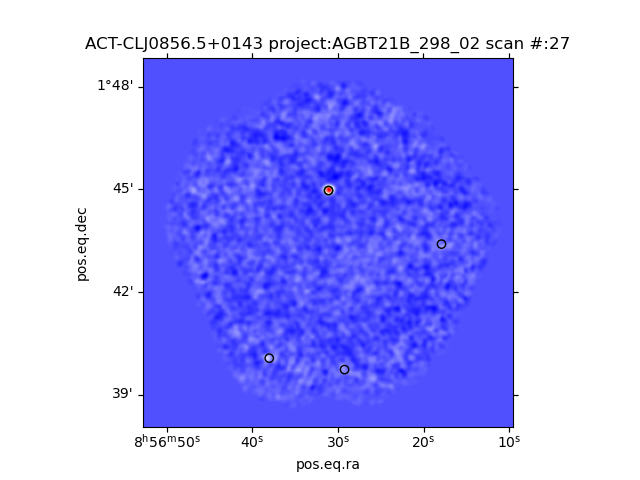 ACT-CLJ0856.5+0143 project:AGBT21B_298_02 scan #:27
1°48'
45'
42'
39'
pos.eq.dec
8ʰ56ᵐ50ˢ 40ˢ 30ˢ 20ˢ 10ˢ
pos.eq.ra